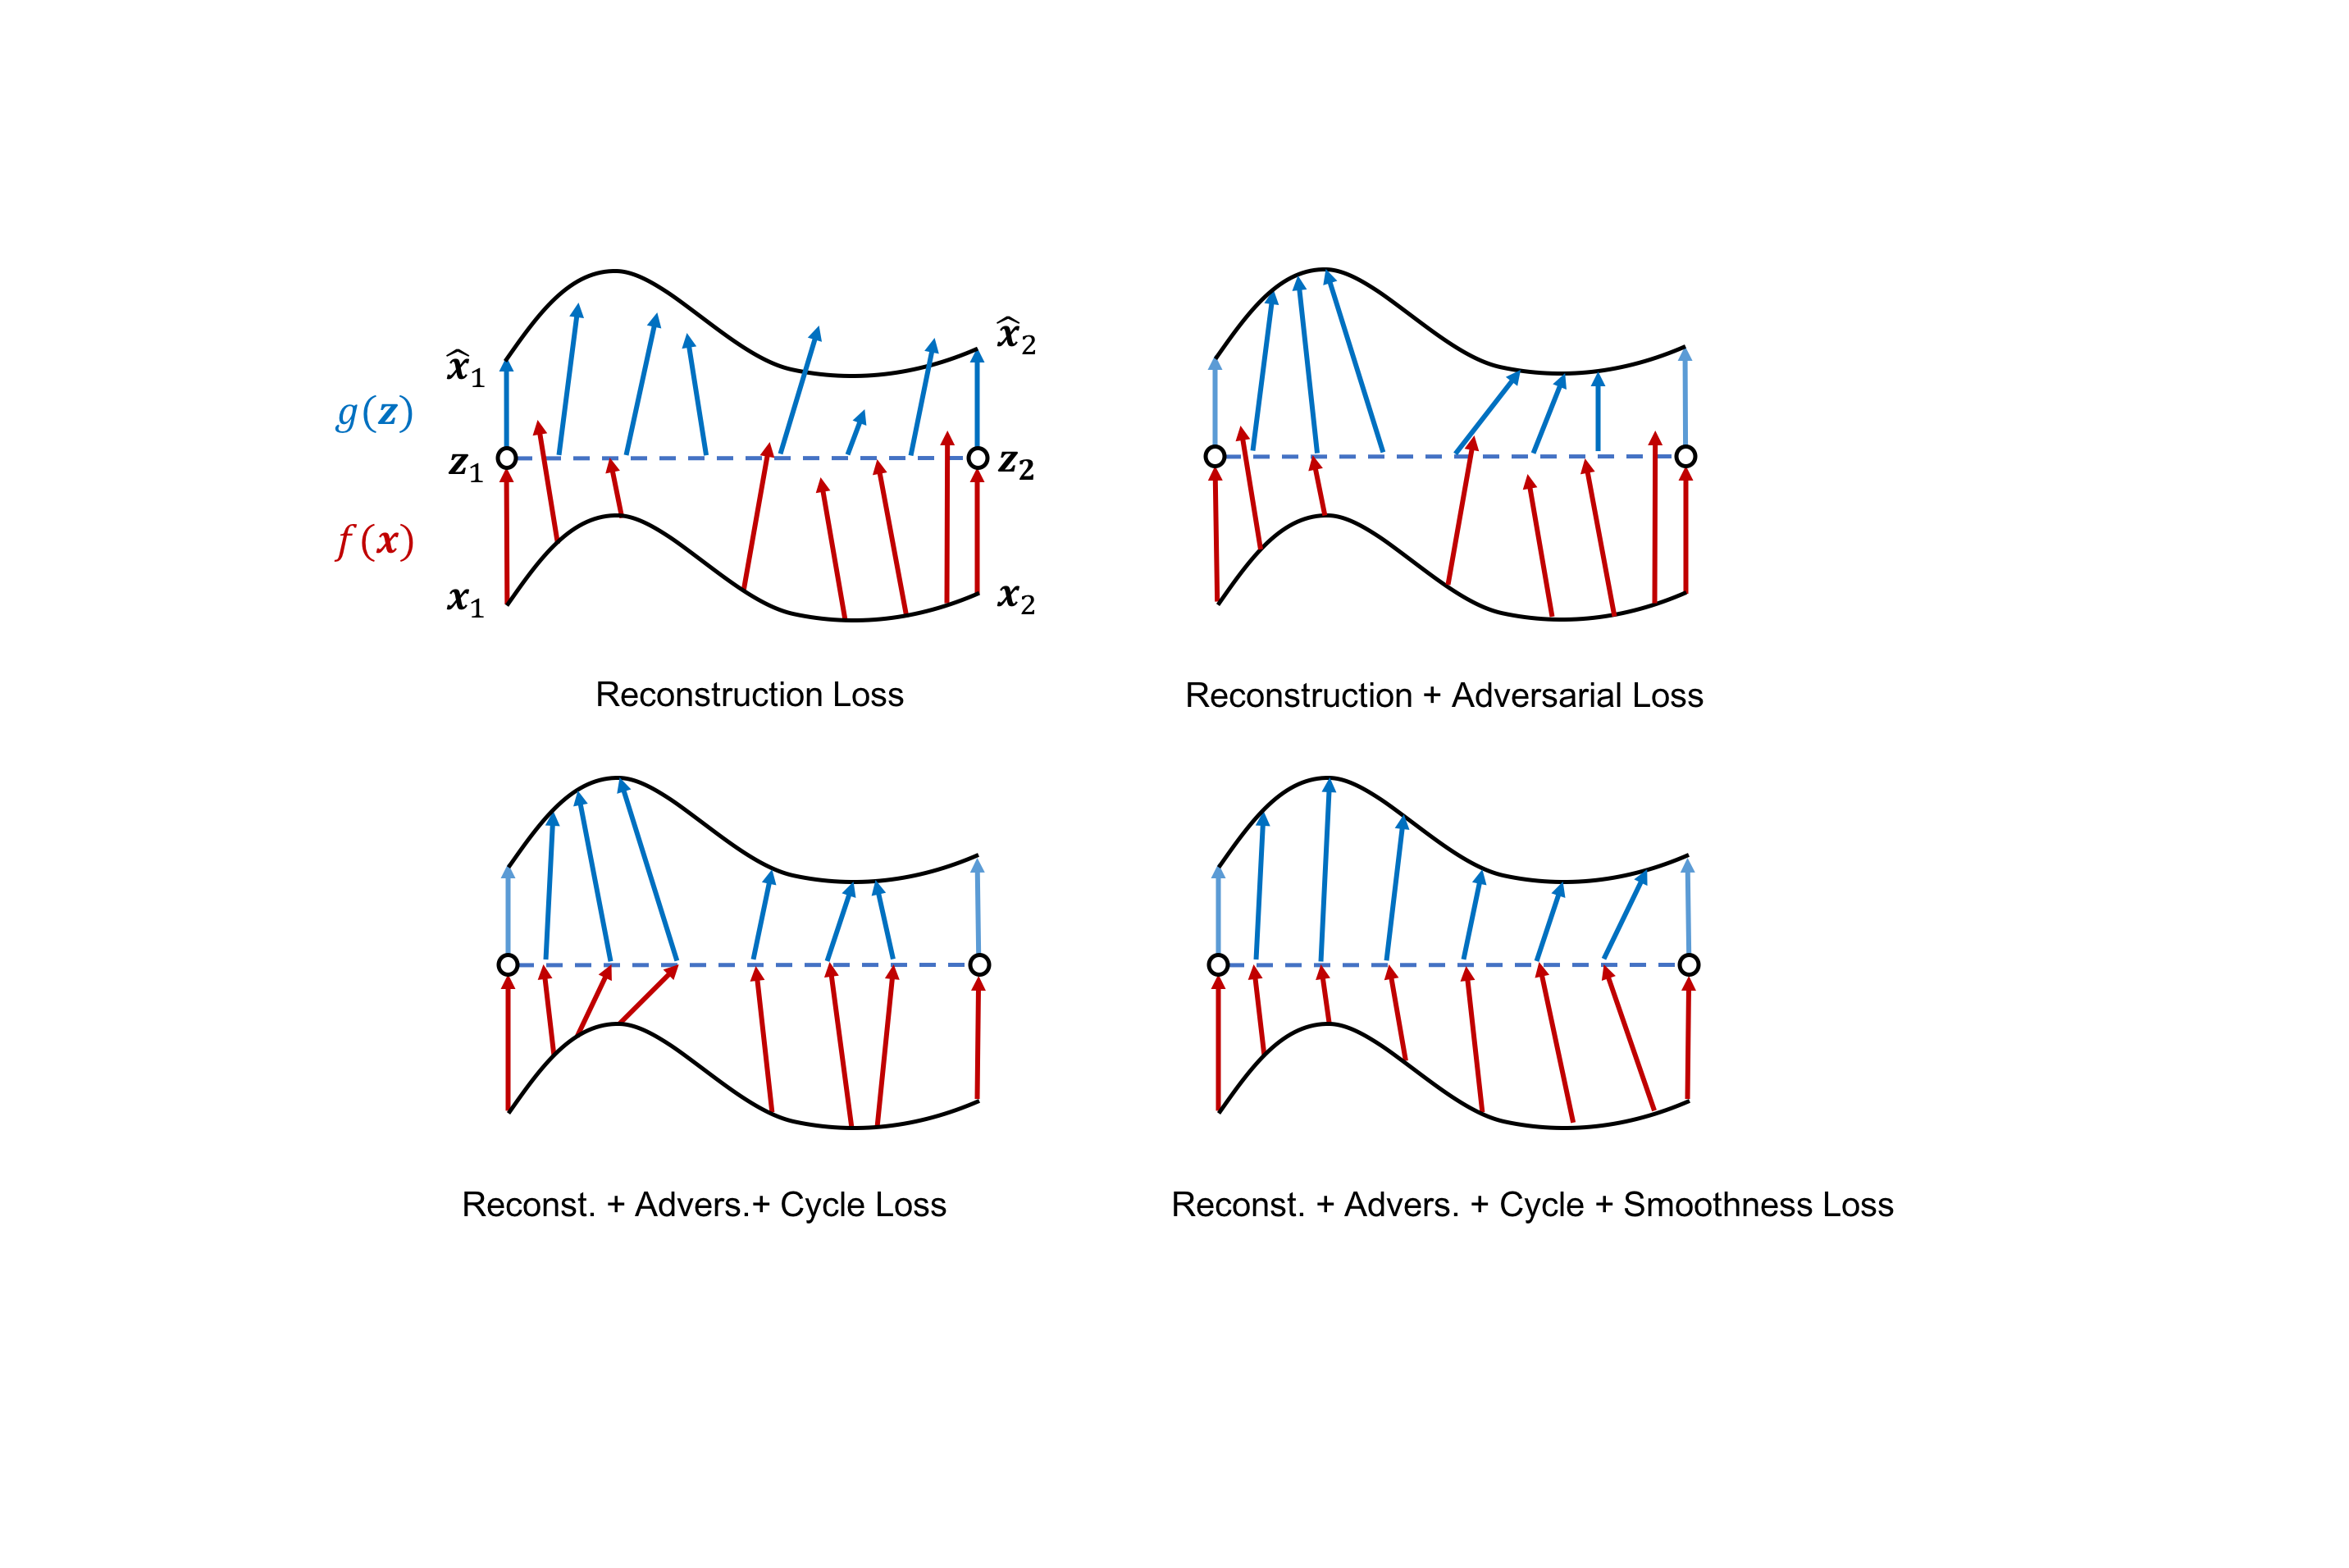 x̂₁
x̂₂
g(z)
z₁
z₂
f(x)
x₁
x₂
Reconstruction Loss
Reconstruction + Adversarial Loss
Reconst. + Advers.+ Cycle Loss
Reconst. + Advers. + Cycle + Smoothness Loss